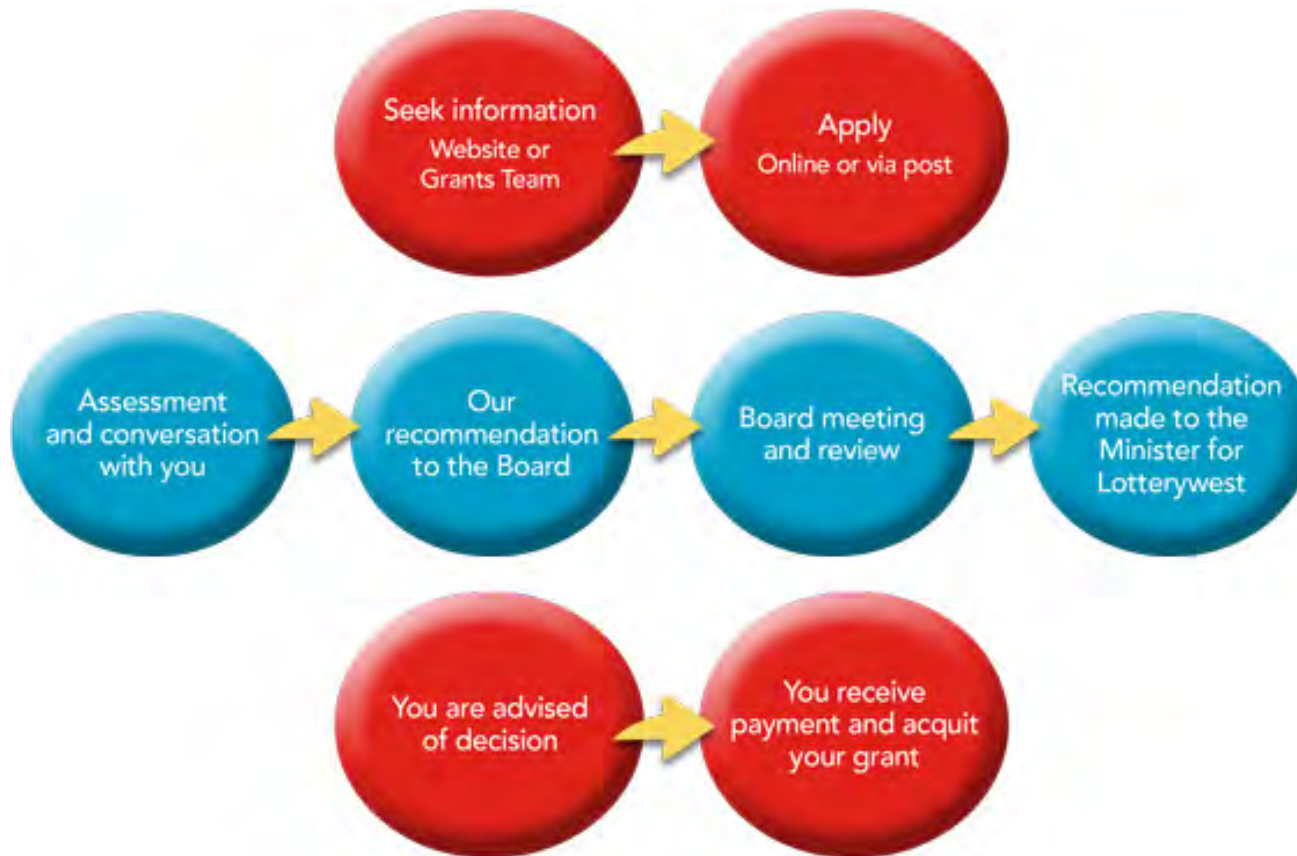 Seek information
Website or
Grants Team
Apply
Online or via post
Assessment
and conversation
with you
Our
recommendation
to the Board
Board meeting
and review
Recommendation
made to the
Minister for
Lotterywest
You are advised
of decision
You receive
payment and acquit
your grant